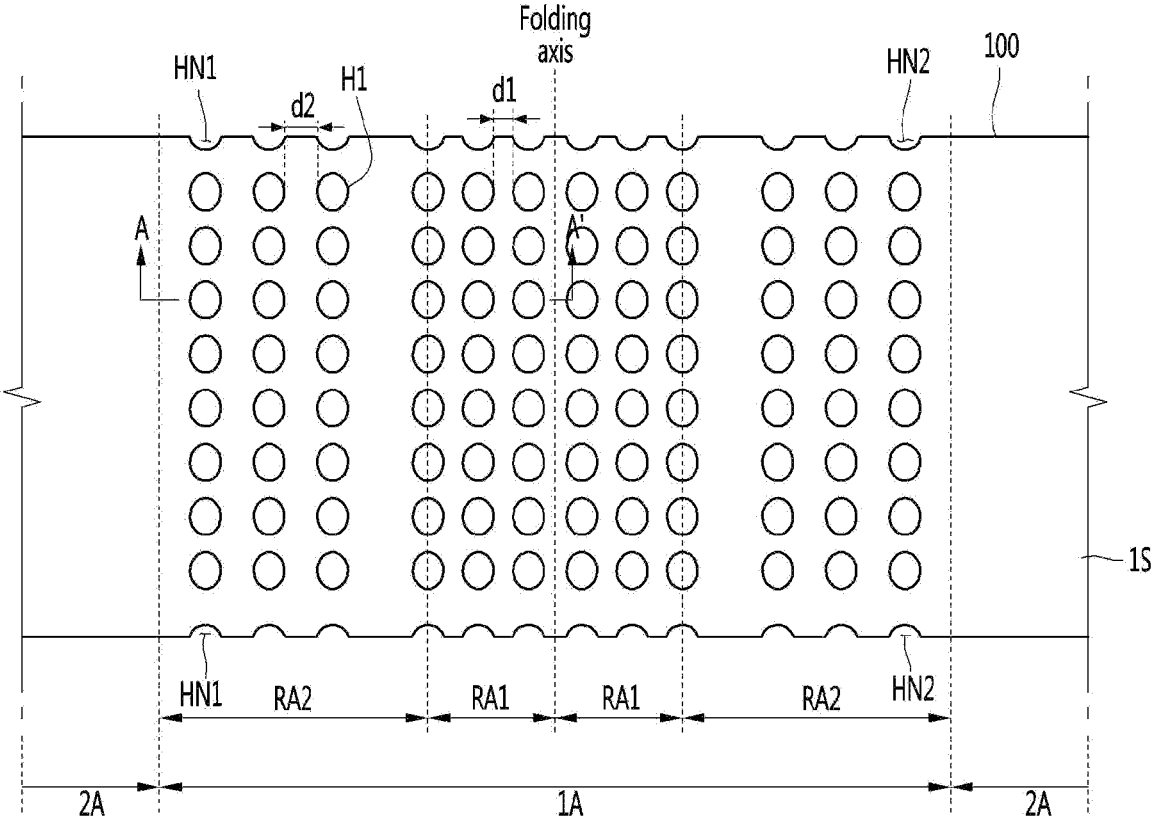 Folding
axis
HN1
H1
d2
d1
HN2
100
A
A'
1S
HN1
RA2
RA1
RA1
RA2
HN2
2A
1A
2A